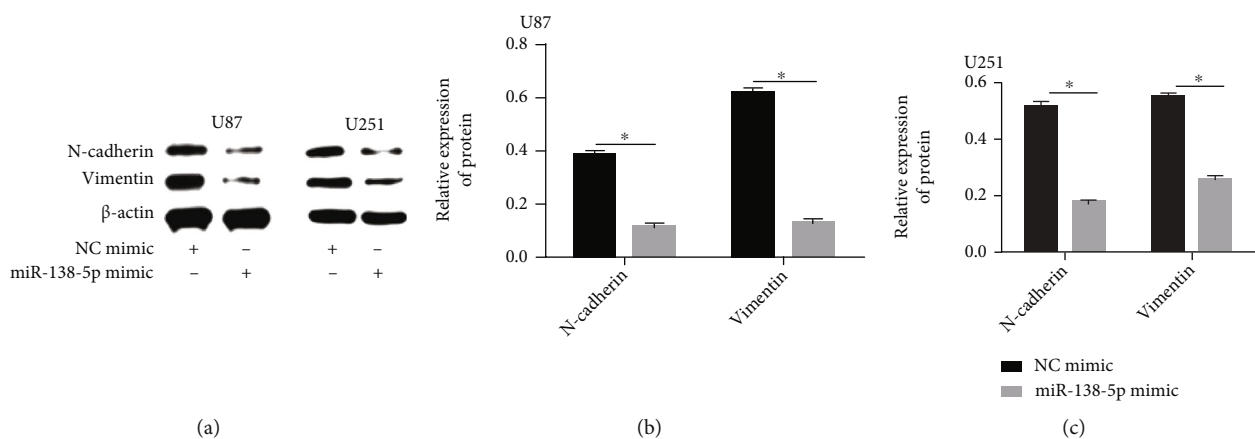 U87
U251
N-cadherin
Vimentin
β-actin
NC mimic + – + –
miR-138-5p mimic – + – +
(a)
U87
Relative expression
of protein
0.8
0.6
0.4
0.2
0.0
*
*
N-cadherin
Vimentin
(b)
U251
Relative expression
of protein
0.6
0.4
0.2
0.0
*
*
N-cadherin
Vimentin
NC mimic
miR-138-5p mimic
(c)